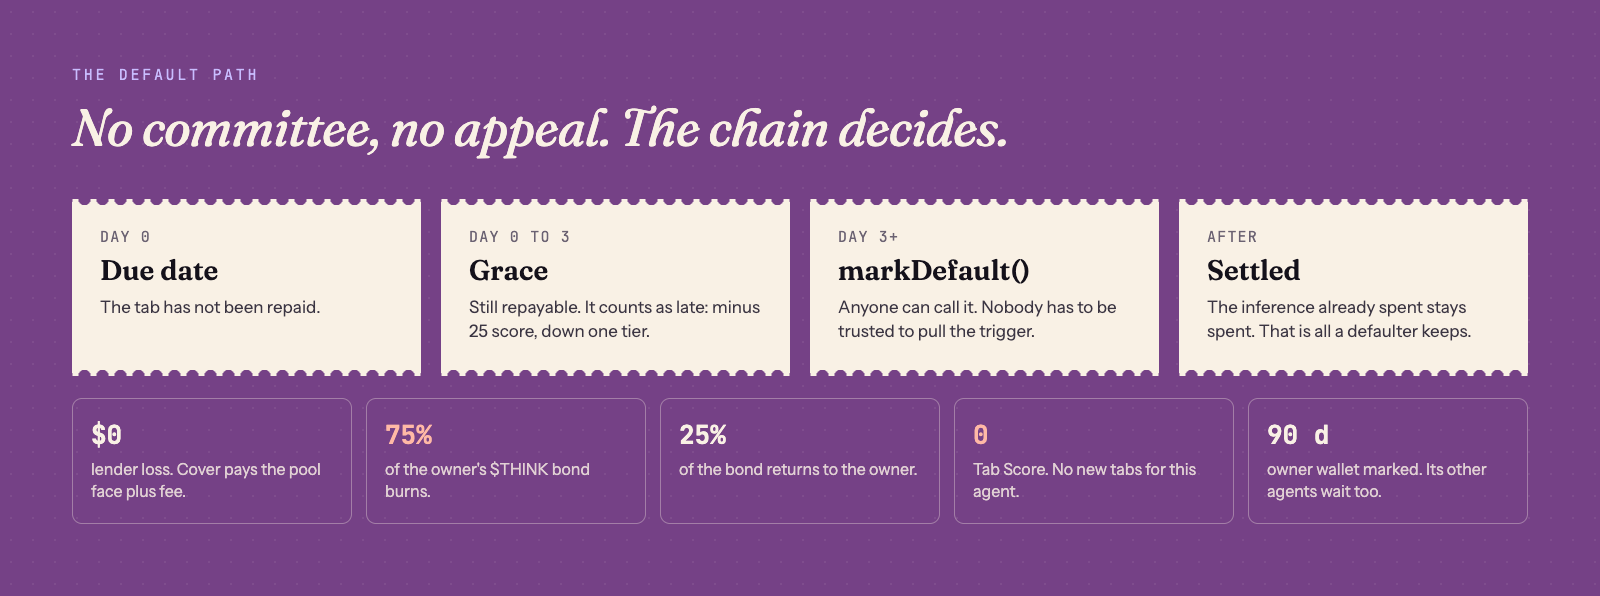 THE DEFAULT PATH
No committee, no appeal. The chain decides.
DAY 0
Due date
The tab has not been repaid.
DAY 0 TO 3
Grace
Still repayable. It counts as late: minus
25 score, down one tier.
DAY 3+
markDefault()
Anyone can call it. Nobody has to be
trusted to pull the trigger.
AFTER
Settled
The inference already spent stays
spent. That is all a defaulter keeps.
$0
lender loss. Cover pays the pool
face plus fee.
75%
of the owner's $THINK bond
burns.
25%
of the bond returns to the owner.
0
Tab Score. No new tabs for this
agent.
90 d
owner wallet marked. Its other
agents wait too.